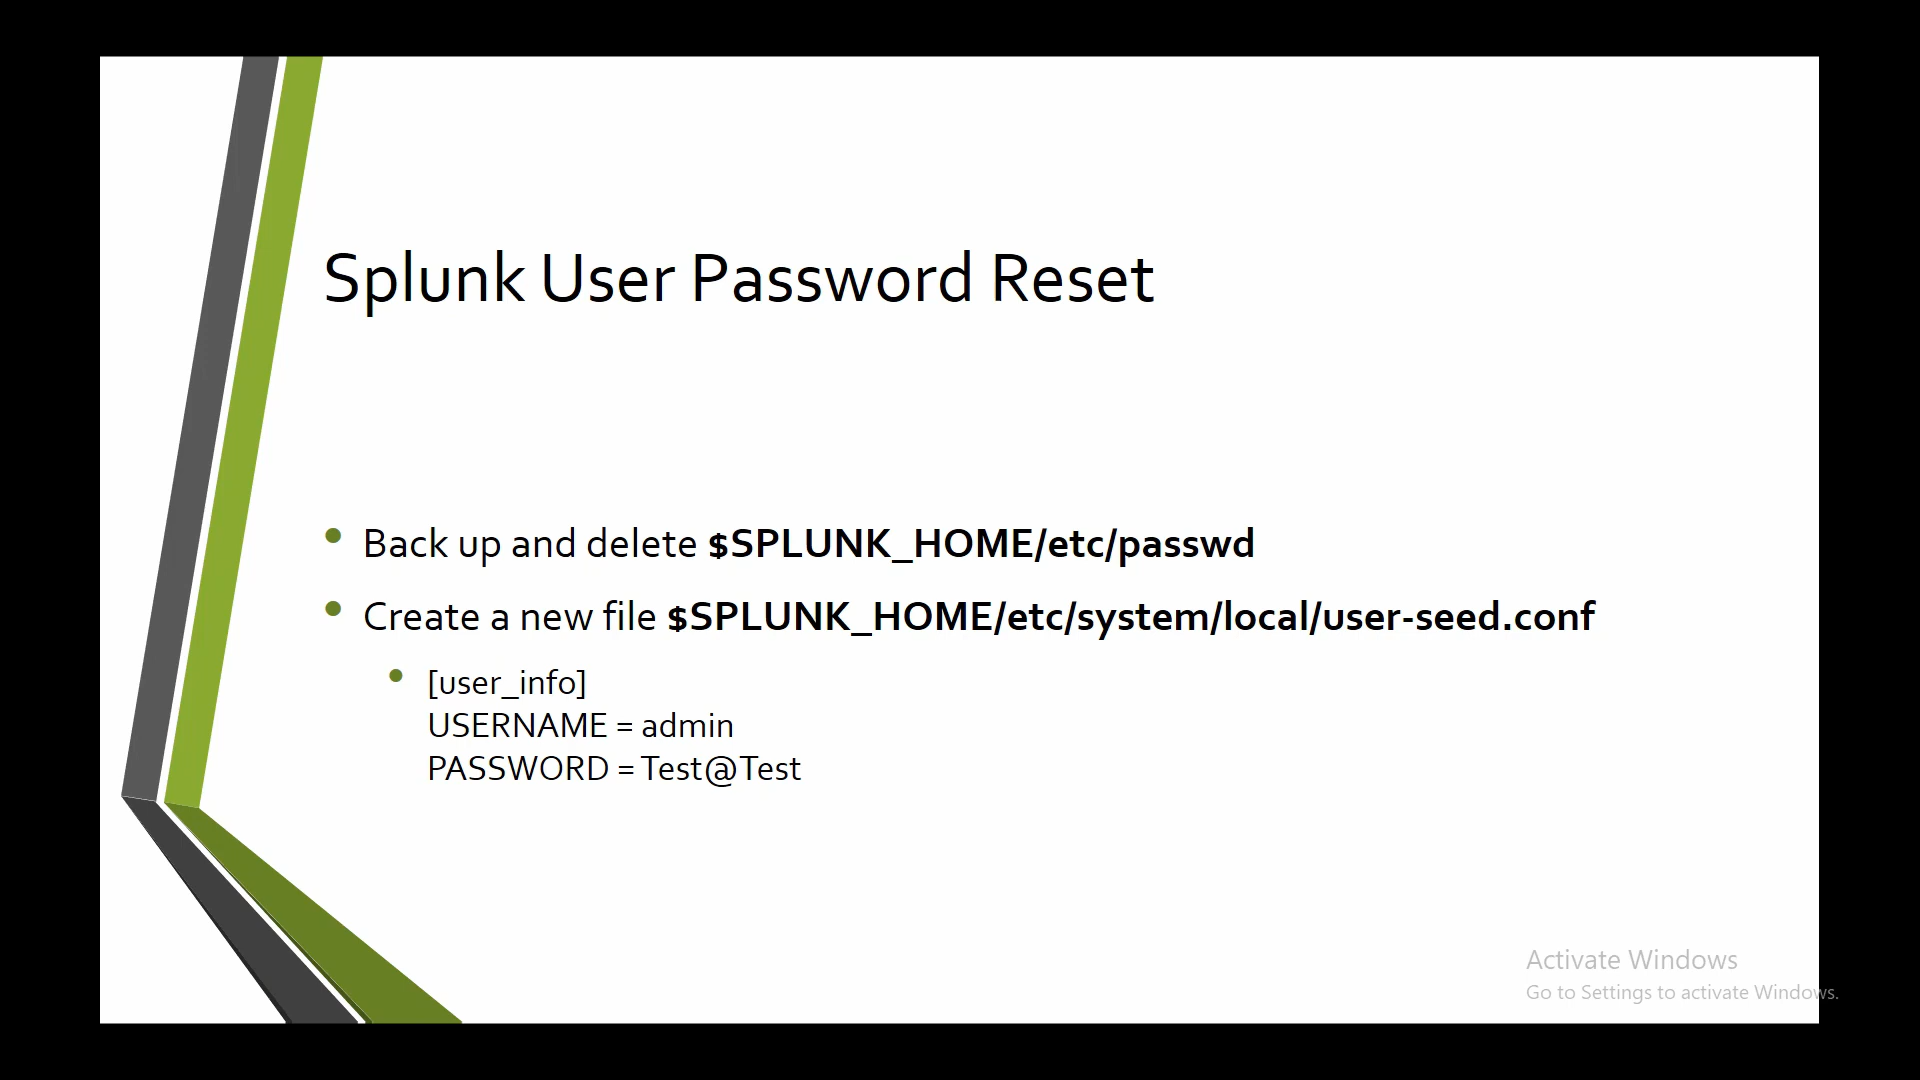 Splunk User Password Reset
Back up and delete $SPLUNK_HOME/etc/passwd
Create a new file $SPLUNK_HOME/etc/system/local/user-seed.conf
[user_info]
USERNAME = admin
PASSWORD = Test@Test
Activate Windows
Go to Settings to activate Windows.